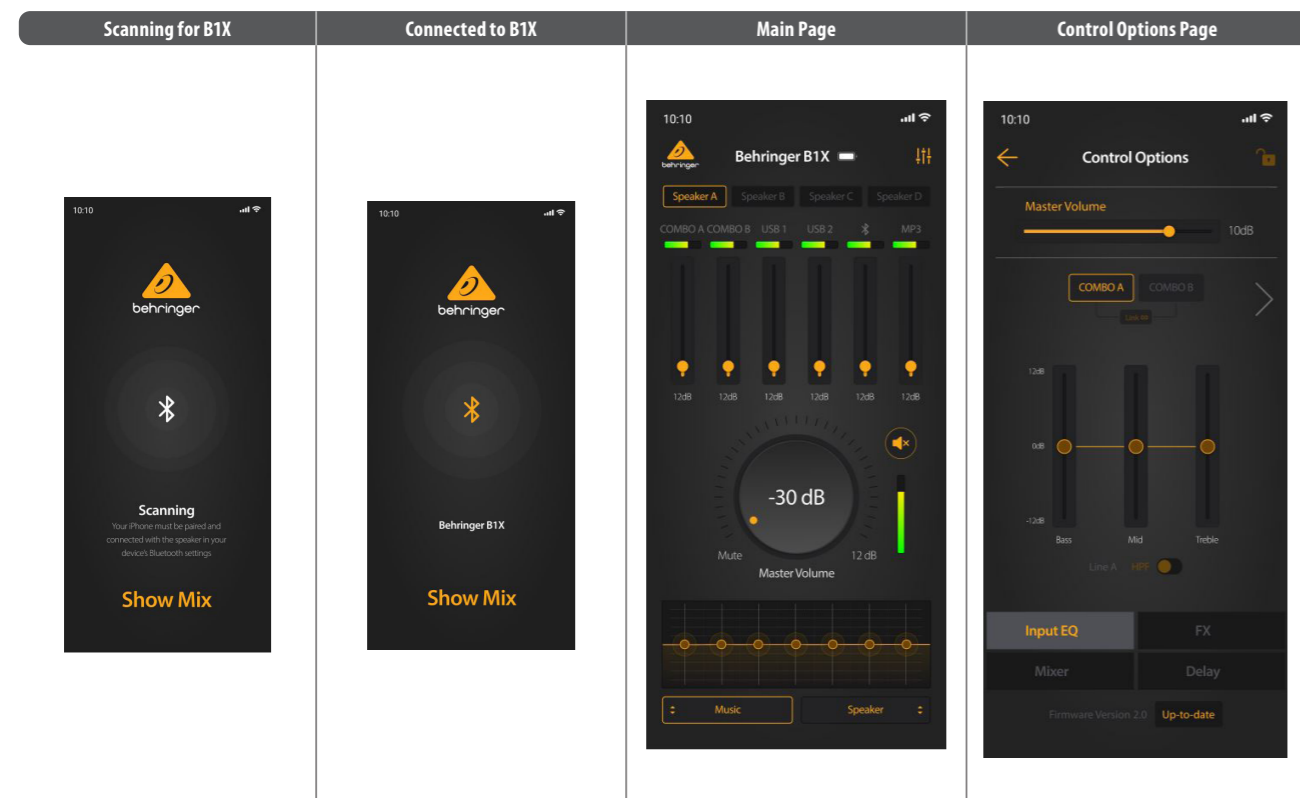 Scanning for B1X
Connected to B1X
Main Page
Control Options Page
10:10
behringer
Scanning
Your iPhone must be paired and
connected with the speaker in your
device's Bluetooth settings
Show Mix
10:10
behringer
Behringer B1X
Show Mix
10:10
behringer
Behringer B1X
Speaker A Speaker B Speaker C Speaker D
COMBO A COMBO B USB 1 USB 2 MP3
12dB 12dB 12dB 12dB 12dB 12dB
-30 dB
Mute 12 dB
Master Volume
Music Speaker
10:10
Control Options
Master Volume
10dB
COMBO A COMBO B
Link
12dB
0dB
-12dB
Bass Mid Treble
Line A HPF
Input EQ FX
Mixer Delay
Firmware Version 2.0 Up-to-date